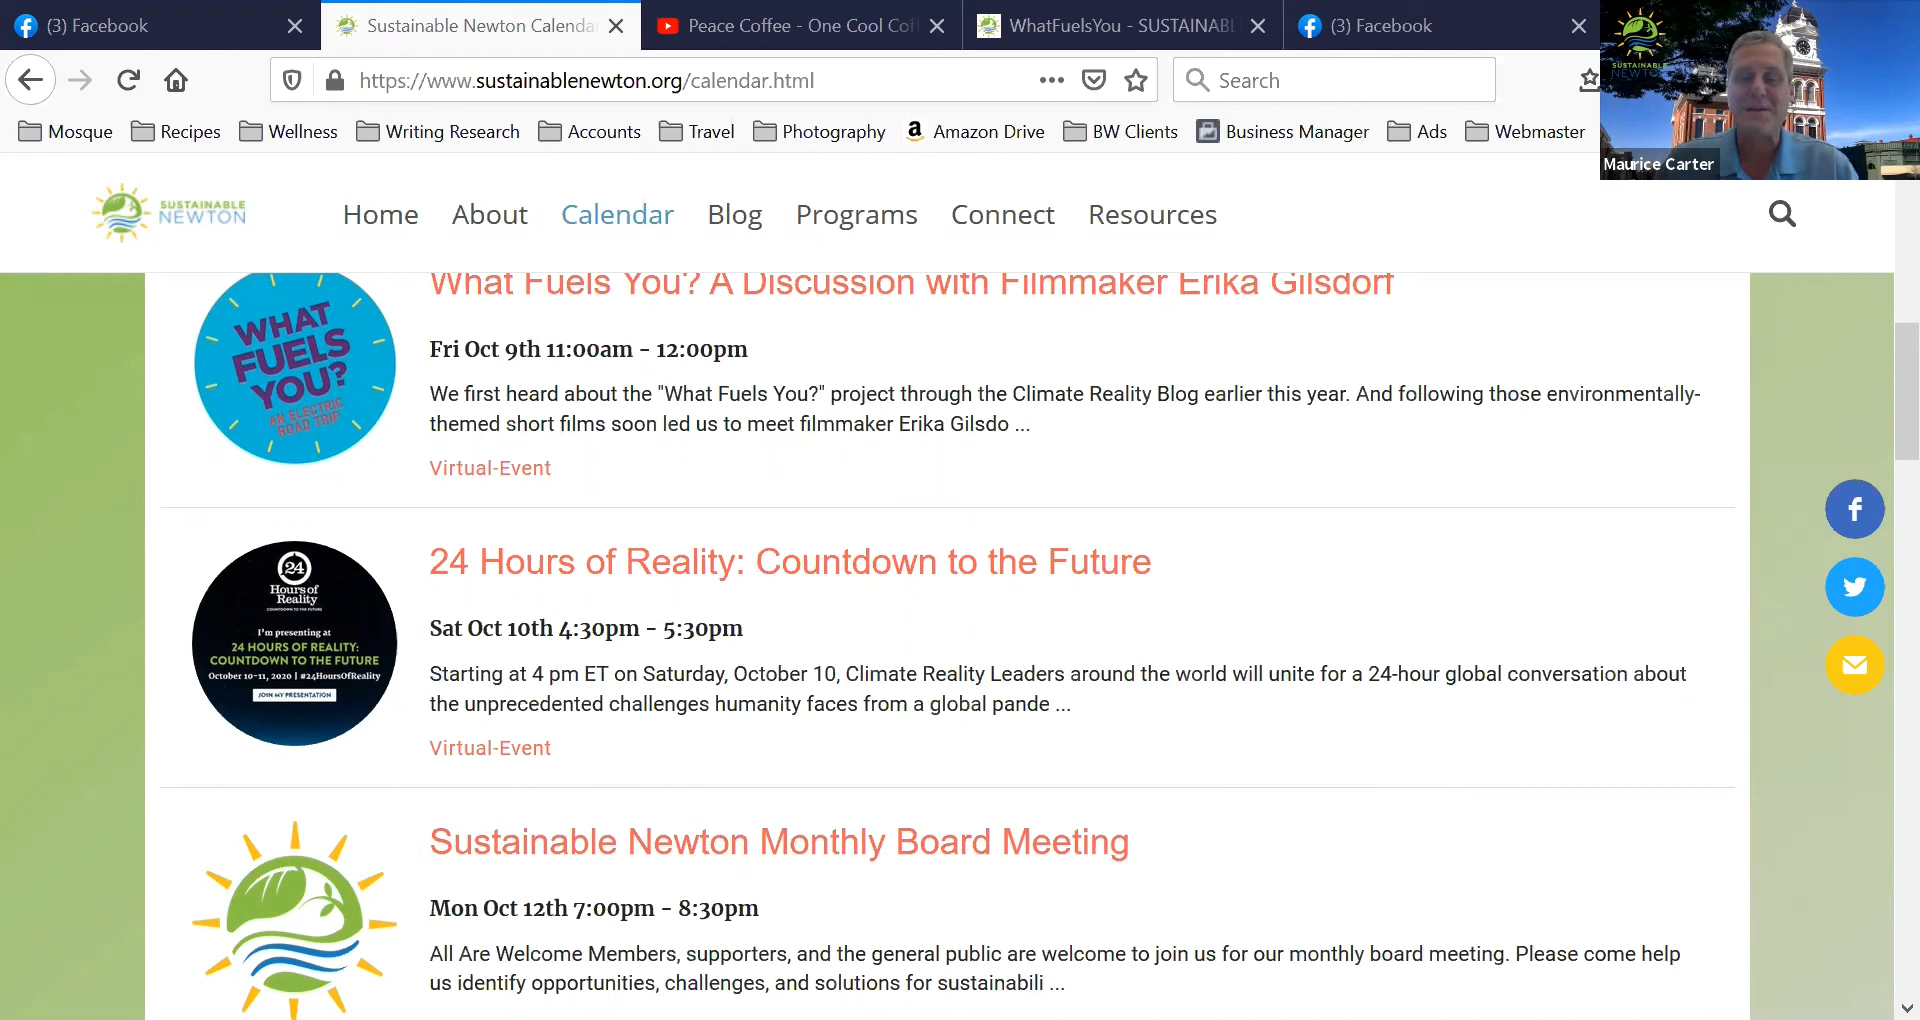 (3) Facebook
Sustainable Newton Calenda
Peace Coffee - One Cool Co
WhatFuelsYou - SUSTAINABL
(3) Facebook
https://www.sustainablenewton.org/calendar.html
Search
Mosque
Recipes
Wellness
Writing Research
Accounts
Travel
Photography
Amazon Drive
BW Clients
Business Manager
Ads
Webmaster
SUSTAINABLE
NEWTON
Maurice Carter
SUSTAINABLE
NEWTON
Home
About
Calendar
Blog
Programs
Connect
Resources
What Fuels You? A Discussion with Filmmaker Erika Gilsdorf
WHAT
FUELS
YOU?
AN ELECTRIC
ROAD TRIP
Fri Oct 9th 11:00am - 12:00pm
We first heard about the "What Fuels You?" project through the Climate Reality Blog earlier this year. And following those environmentally-
themed short films soon led us to meet filmmaker Erika Gilsdo ...
Virtual-Event
24 Hours of Reality: Countdown to the Future
24
Hours of
Reality
COUNTDOWN TO THE FUTURE
I'm presenting at
24 HOURS OF REALITY:
COUNTDOWN TO THE FUTURE
October 10-11, 2020 | #24HoursOfReality
JOIN MY PRESENTATION
Sat Oct 10th 4:30pm - 5:30pm
Starting at 4 pm ET on Saturday, October 10, Climate Reality Leaders around the world will unite for a 24-hour global conversation about
the unprecedented challenges humanity faces from a global pande ...
Virtual-Event
Sustainable Newton Monthly Board Meeting
Mon Oct 12th 7:00pm - 8:30pm
All Are Welcome Members, supporters, and the general public are welcome to join us for our monthly board meeting. Please come help
us identify opportunities, challenges, and solutions for sustainabili ...